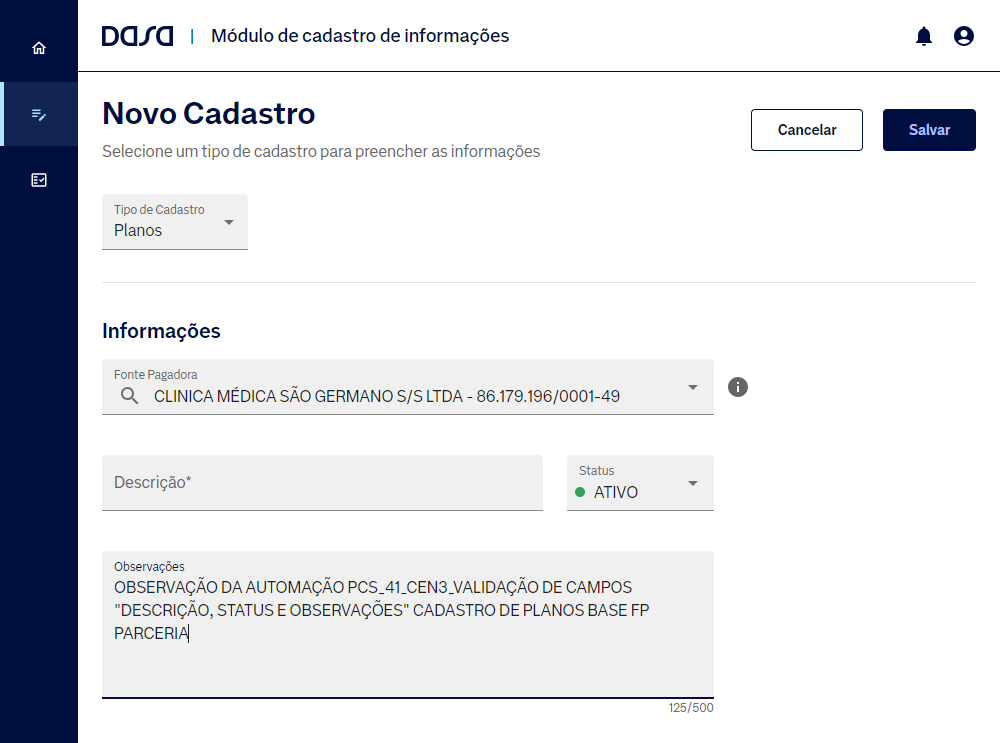 DASA | Módulo de cadastro de informações
Novo Cadastro
Selecione um tipo de cadastro para preencher as informações
Cancelar
Salvar
Tipo de Cadastro
Planos
Informações
Fonte Pagadora
CLINICA MÉDICA SÃO GERMANO S/S LTDA - 86.179.196/0001-49
Descrição*
Status
ATIVO
Observações
OBSERVAÇÃO DA AUTOMAÇÃO PCS_41_CEN3_VALIDAÇÃO DE CAMPOS
"DESCRIÇÃO, STATUS E OBSERVAÇÕES" CADASTRO DE PLANOS BASE FP
PARCERIA
125/500